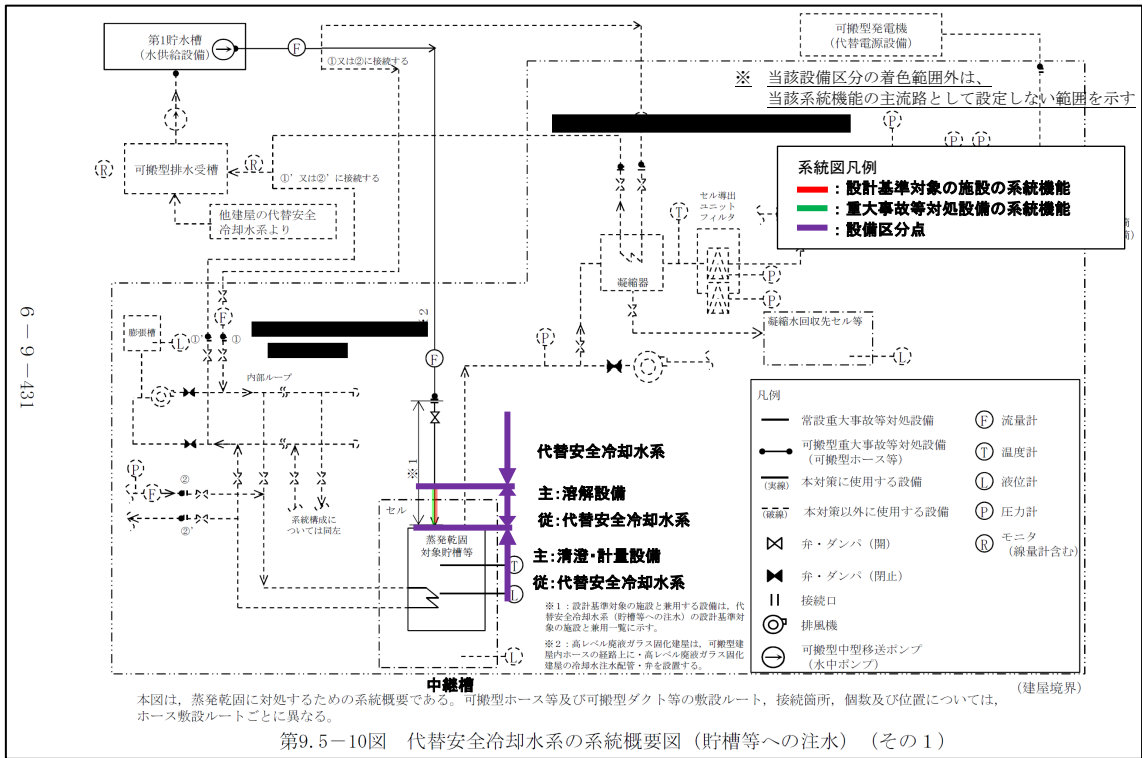 第1貯水槽
(水供給設備)
F
①又は②に接続する
可搬型発電機
(代替電源設備)
※ 当該設備区分の着色範囲外は、
当該系統機能の主流路として設定しない範囲を示す
P
P
P
R
可搬型排水受槽
R
①’又は②’に接続する
他建屋の代替安全
冷却水系より
系統図凡例
：設計基準対象の施設の系統機能
：重大事故等対処設備の系統機能
：設備区分点
セル導出
ユニット
フィルタ
T
凝縮器
P
P
凝縮水回収先セル等
L
膨張槽
L
①’
F
①
※2
F
P
内部ループ
P
F
②
②’
系統構成に
ついては同左
※1
代替安全冷却水系
主：溶解設備
従：代替安全冷却水系
セル
蒸発乾固
対象貯槽等
主：清澄・計量設備
従：代替安全冷却水系
T
L
※1：設計基準対象の施設と兼用する設備は，代
替安全冷却水系（貯槽等への注水）の設計基準対
象の施設と兼用一覧に示す。
※2：高レベル廃液ガラス固化建屋は，可搬型建
屋内ホースの経路上に・高レベル廃液ガラス固化
建屋の冷却水注水配管・弁を設置する。
L
中継槽
凡例
常設重大事故等対処設備
可搬型重大事故等対処設備
(可搬型ホース等)
(実線)
本対策に使用する設備
(破線)
本対策以外に使用する設備
弁・ダンパ（開）
弁・ダンパ（閉止）
接続口
排風機
可搬型中型移送ポンプ
(水中ポンプ)
F 流量計
T 温度計
L 液位計
P 圧力計
R モニタ
(線量計含む)
(建屋境界)
本図は，蒸発乾固に対処するための系統概要である。可搬型ホース等及び可搬型ダクト等の敷設ルート，接続箇所，個数及び位置については，
ホース敷設ルートごとに異なる。
第9.5－10図 代替安全冷却水系の系統概要図（貯槽等への注水）（その１）
6－9－431